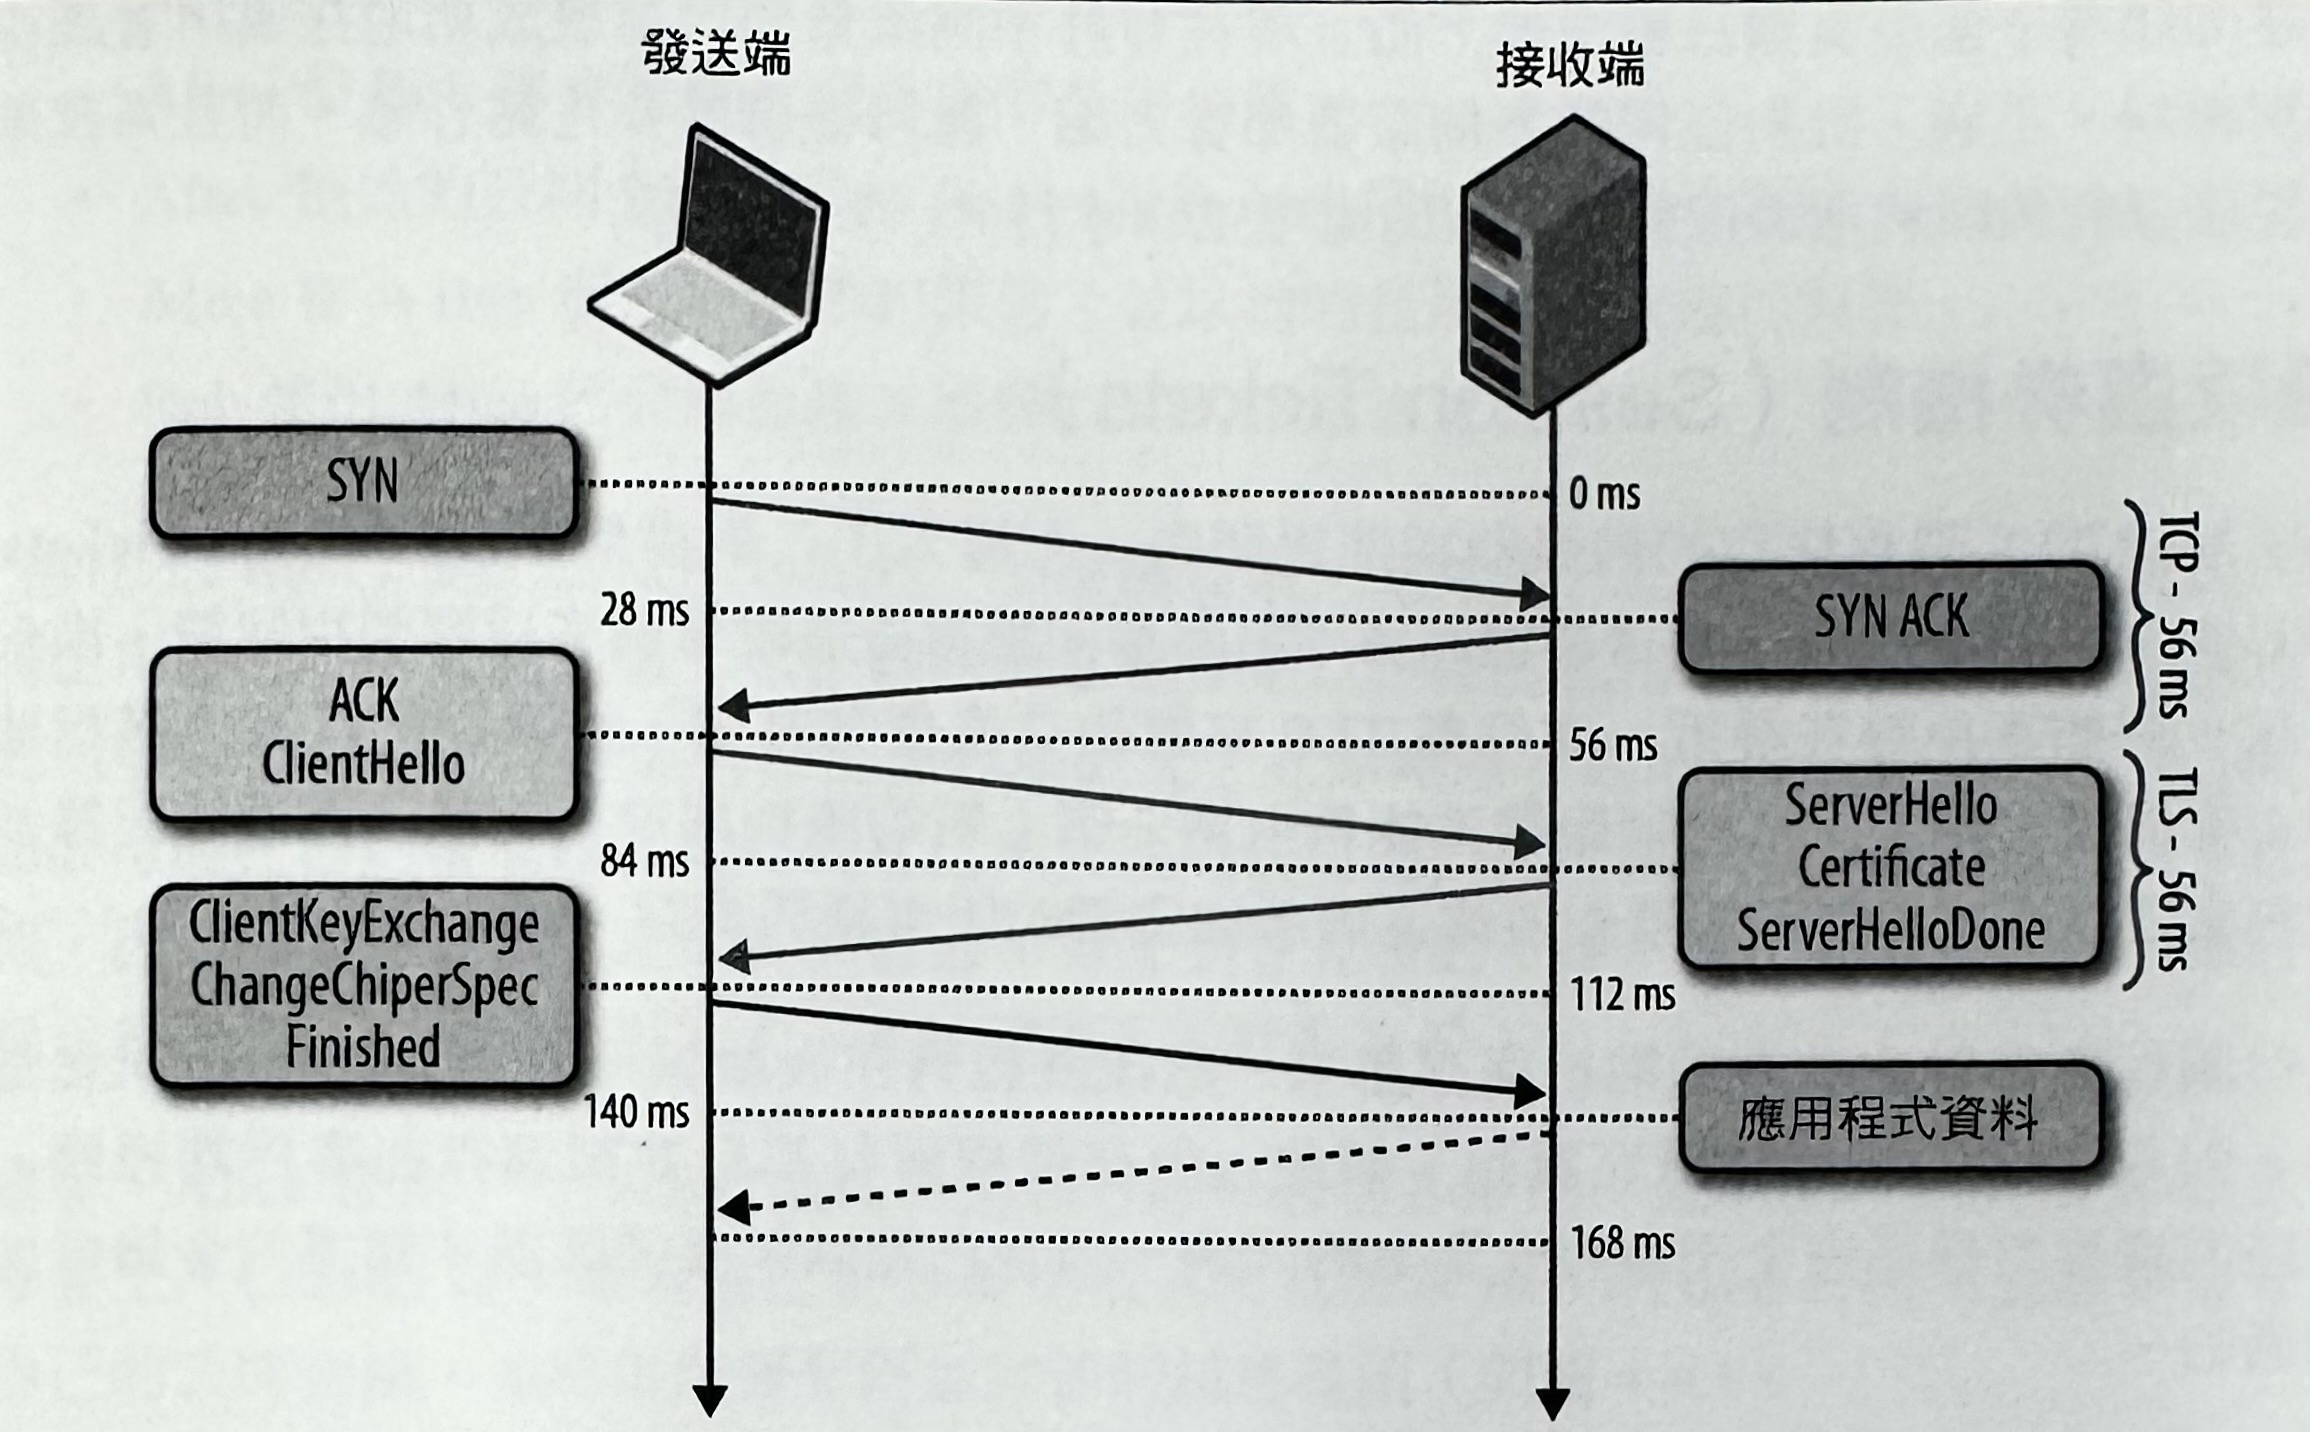 發送端
接收端
SYN
0 ms
28 ms
SYN ACK
TCP - 56 ms
ACK
ClientHello
56 ms
84 ms
ServerHello
Certificate
ServerHelloDone
TLS - 56 ms
ClientKeyExchange
ChangeChiperSpec
Finished
112 ms
140 ms
應用程式資料
168 ms